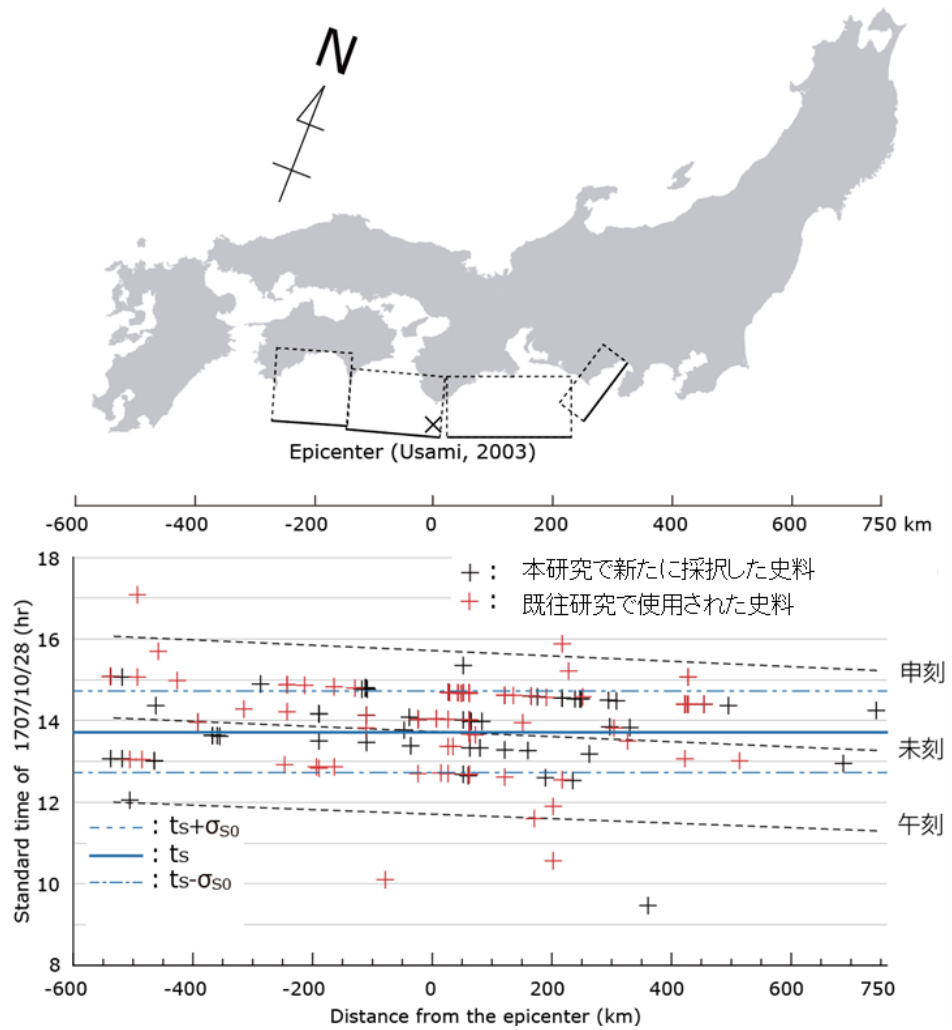 N
Epicenter (Usami, 2003)
-600 -400 -200 0 200 400 600 750 km
Standard time of 1707/10/28 (hr)
18
16
14
12
10
8
+ : 本研究で新たに採択した史料
+ : 既往研究で使用された史料
申刻
未刻
午刻
: tS+σS0
: tS
: tS-σS0
-600 -400 -200 0 200 400 600 750
Distance from the epicenter (km)